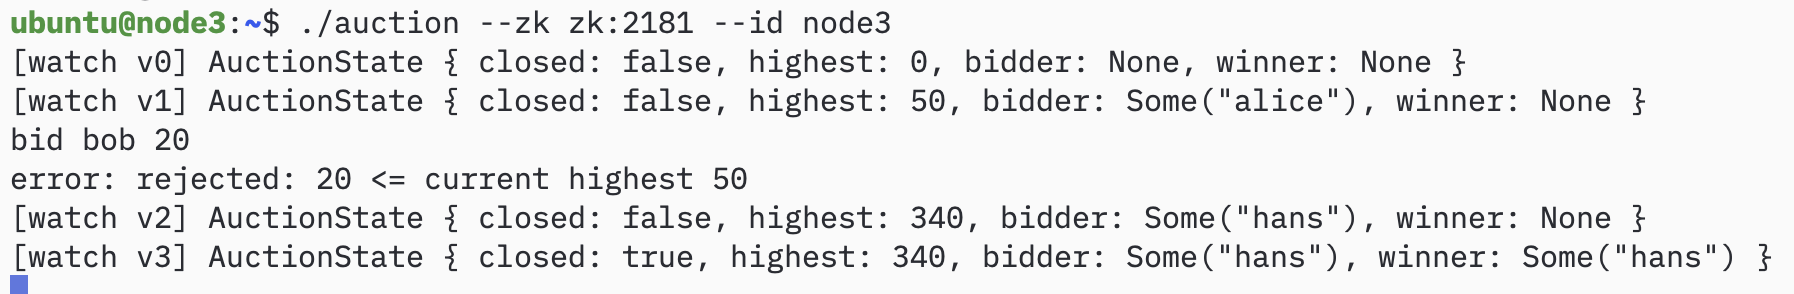 ubuntu@node3:~$ ./auction --zk zk:2181 --id node3
[watch v0] AuctionState { closed: false, highest: 0, bidder: None, winner: None }
[watch v1] AuctionState { closed: false, highest: 50, bidder: Some("alice"), winner: None }
bid bob 20
error: rejected: 20 <= current highest 50
[watch v2] AuctionState { closed: false, highest: 340, bidder: Some("hans"), winner: None }
[watch v3] AuctionState { closed: true, highest: 340, bidder: Some("hans"), winner: Some("hans") }